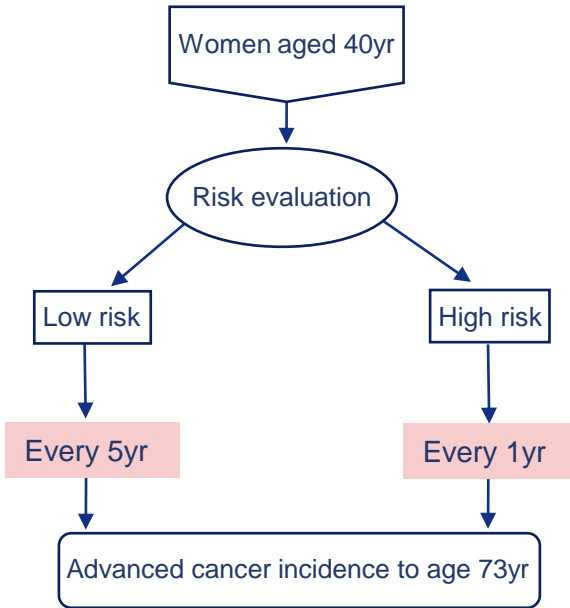 Women aged 40yr
Risk evaluation
Low risk
High risk
Every 5yr
Every 1yr
Advanced cancer incidence to age 73yr